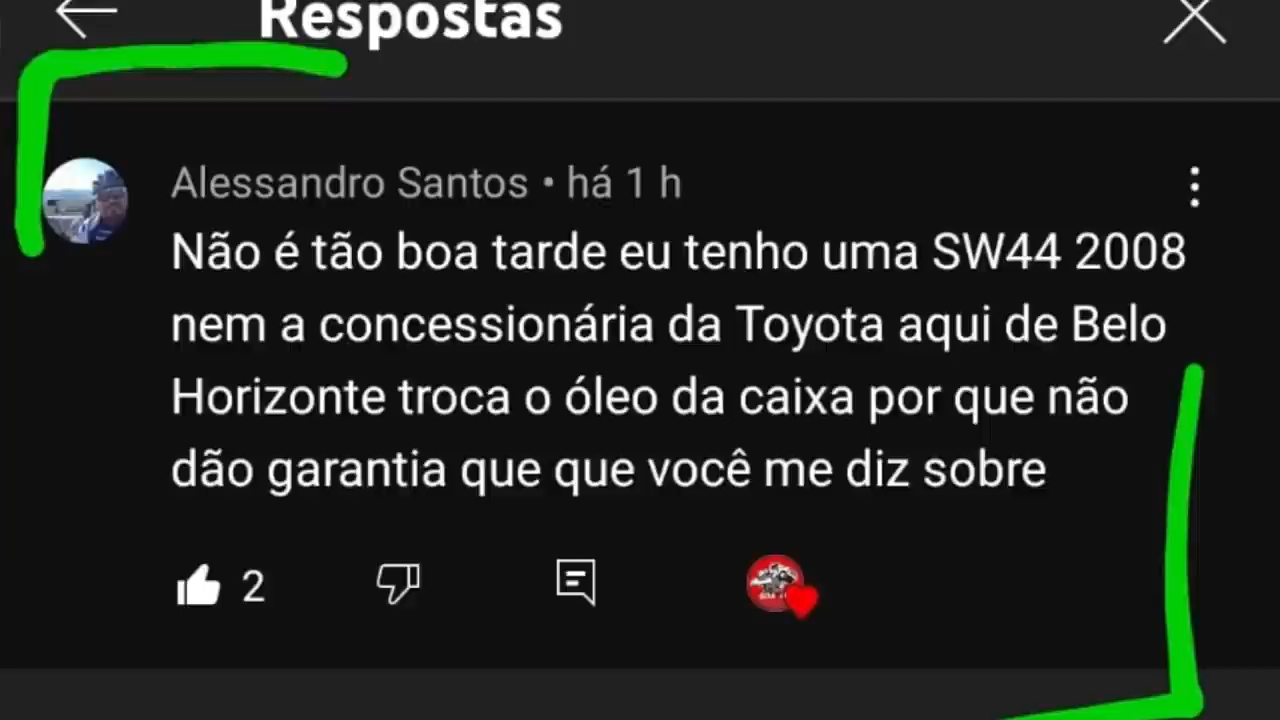 Respostas
Alessandro Santos • há 1 h
Não é tão boa tarde eu tenho uma SW44 2008
nem a concessionária da Toyota aqui de Belo
Horizonte troca o óleo da caixa por que não
dão garantia que que você me diz sobre
2